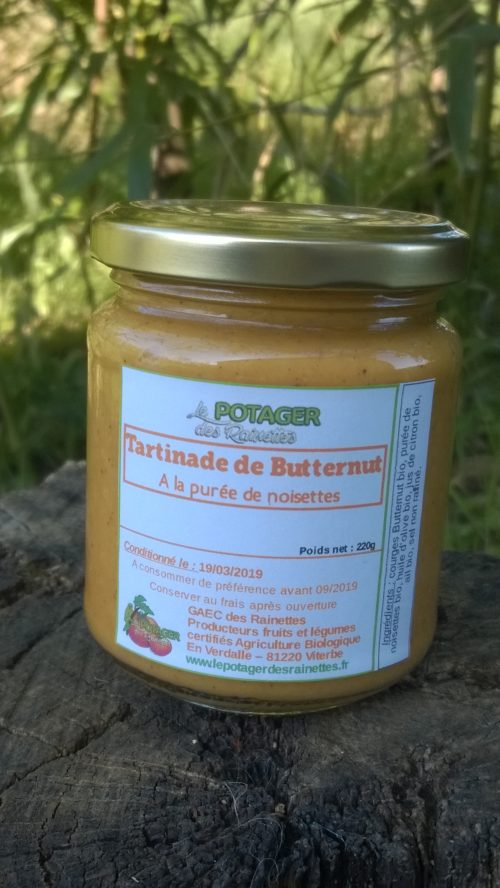 Le POTAGER
des Rainettes
Tartinade de Butternut
A la purée de noisettes
Poids net : 220g
Conditionné le : 19/03/2019
A consommer de préférence avant 09/2019
Conserver au frais après ouverture
GAEC des Rainettes
Producteurs fruits et légumes
certifiés Agriculture Biologique
En Verdalle – 81220 Viterbe
www.lepotagerdesrainettes.fr
Ingrédients : courges Butternut bio, purée de
noisettes bio, huile d'olive bio, jus de citron bio,
ail bio, sel non raffiné.